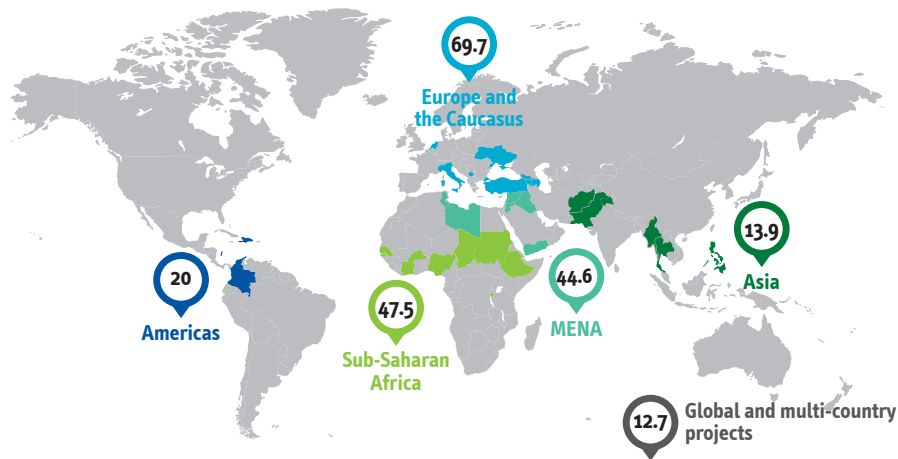 69.7
Europe and
the Caucasus
13.9
Asia
20
Americas
44.6
MENA
47.5
Sub-Saharan
Africa
12.7
Global and multi-country
projects